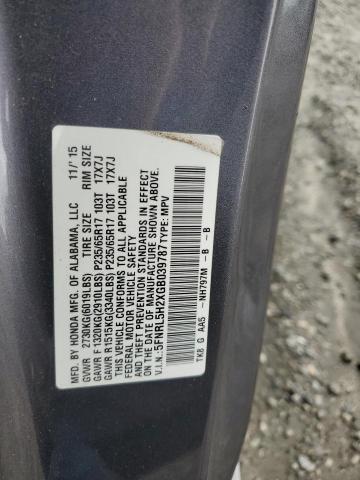 MFD. BY HONDA MFG. OF ALABAMA, LLC 11/'15
GVWR 2730KG(6019LBS) TIRE SIZE RIM SIZE
GAWR F 1320KG(2910LBS) P235/65R17 103T 17X7J
GAWR R1515KG(3340LBS) P235/65R17 103T 17X7J
THIS VEHICLE CONFORMS TO ALL APPLICABLE
FEDERAL MOTOR VEHICLE SAFETY
AND THEFT PREVENTION STANDARDS IN EFFECT
ON THE DATE OF MANUFACTURE SHOWN ABOVE.
V.I.N.: 5FNRL5H2XGB039787 TYPE: MPV
TK8 G AA5 - NH797M - B - B